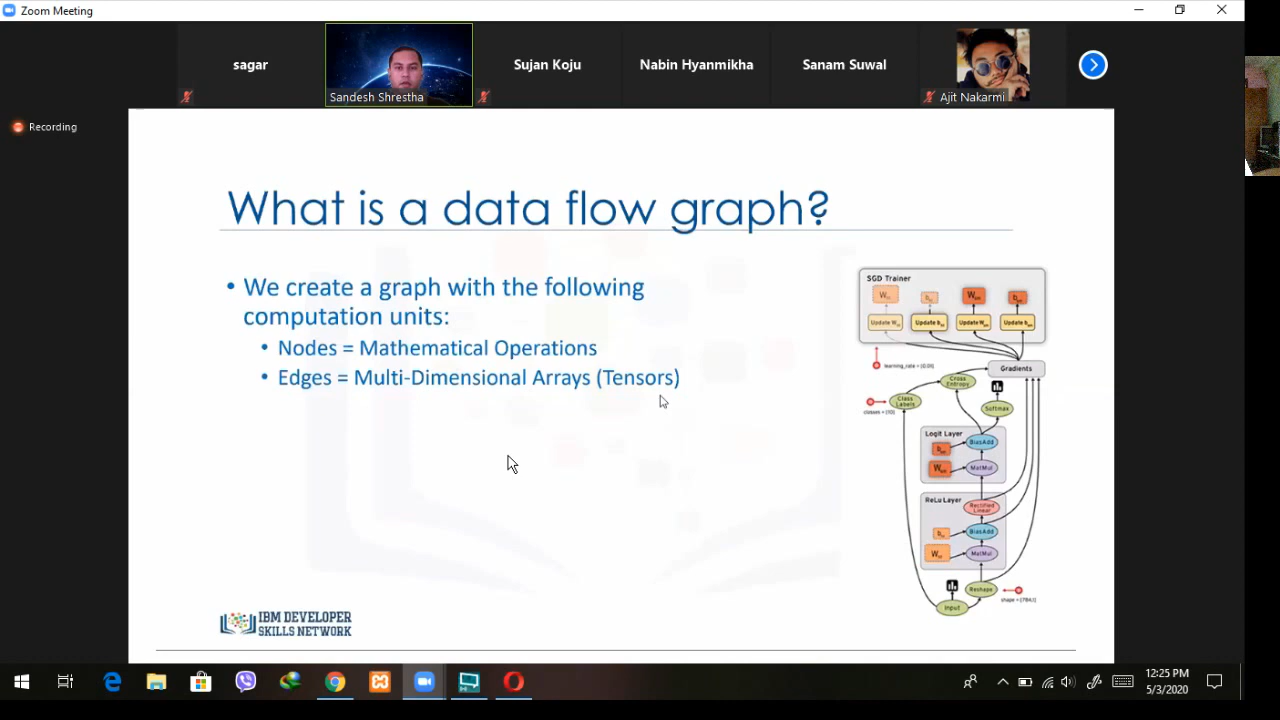 Zoom Meeting
sagar
Sandesh Shrestha
Sujan Koju
Nabin Hyanmikha
Sanam Suwal
Ajit Nakarmi
Recording
What is a data flow graph?
• We create a graph with the following
computation units:
• Nodes = Mathematical Operations
• Edges = Multi-Dimensional Arrays (Tensors)
SGD Trainer
Update
Update
Update
Update
Gradients
Cross
Entropy
Class
Labels
Softmax
Logit Layer
BiasAdd
MatMul
ReLu Layer
Rectified
Linear
BiasAdd
MatMul
Reshape
Input
IBM DEVELOPER
SKILLS NETWORK
12:25 PM
5/3/2020